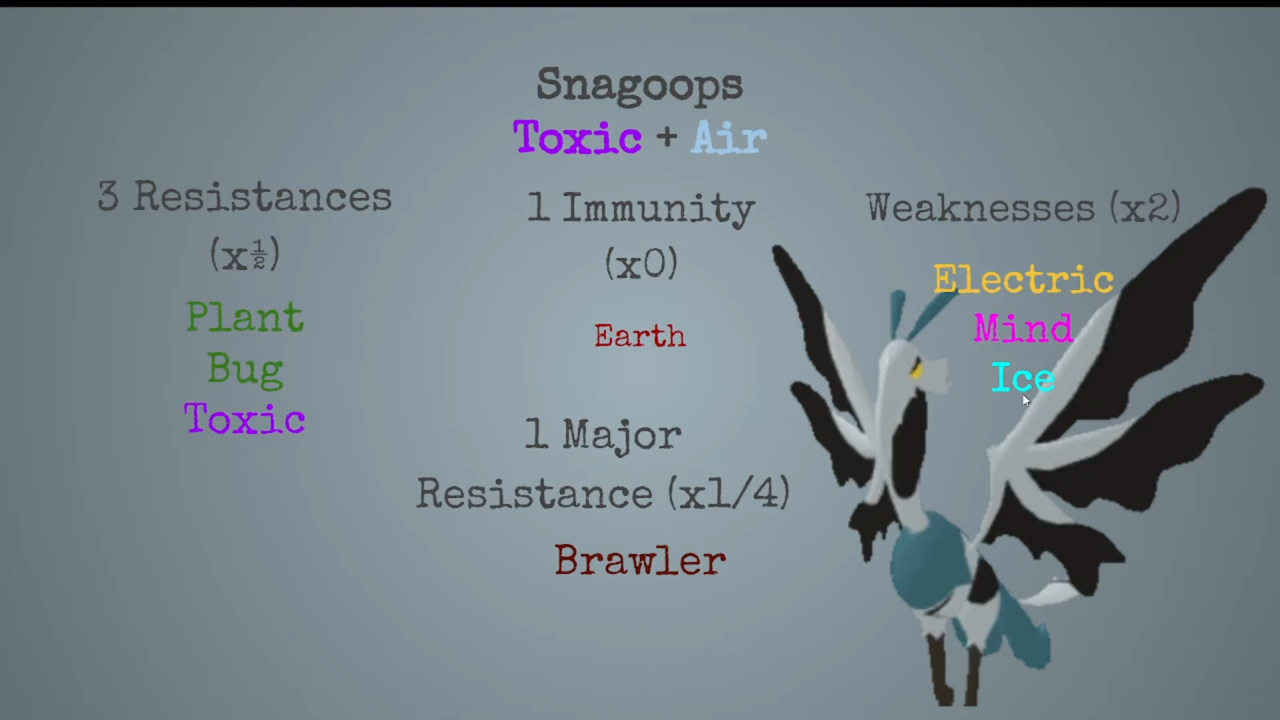 Snagoops
Toxic + Air
3 Resistances
(x½)
Plant
Bug
Toxic
1 Immunity
(x0)
Earth
1 Major
Resistance (x1/4)
Brawler
Weaknesses (x2)
Electric
Mind
Ice